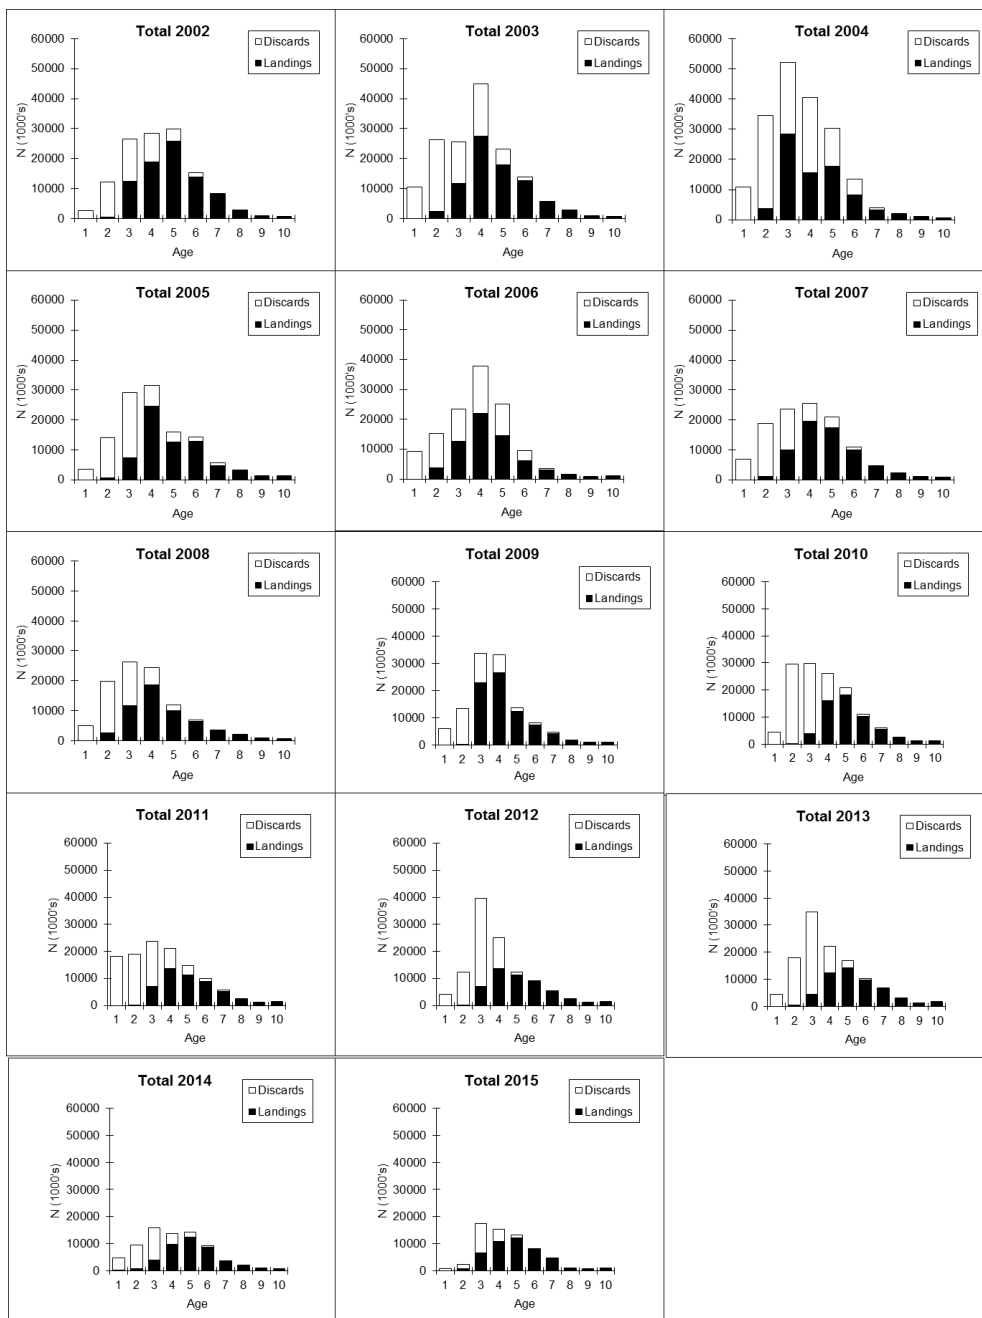 Total 2002
Discards
Landings
N (1000's)
60000
50000
40000
30000
20000
10000
0
1 2 3 4 5 6 7 8 9 10
Age
Total 2003
Discards
Landings
N (1000's)
60000
50000
40000
30000
20000
10000
0
1 2 3 4 5 6 7 8 9 10
Age
Total 2004
Discards
Landings
N (1000's)
60000
50000
40000
30000
20000
10000
0
1 2 3 4 5 6 7 8 9 10
Age
Total 2005
Discards
Landings
N (1000's)
60000
50000
40000
30000
20000
10000
0
1 2 3 4 5 6 7 8 9 10
Age
Total 2006
Discards
Landings
N (1000's)
60000
50000
40000
30000
20000
10000
0
1 2 3 4 5 6 7 8 9 10
Age
Total 2007
Discards
Landings
N (1000's)
60000
50000
40000
30000
20000
10000
0
1 2 3 4 5 6 7 8 9 10
Age
Total 2008
Discards
Landings
N (1000's)
60000
50000
40000
30000
20000
10000
0
1 2 3 4 5 6 7 8 9 10
Age
Total 2009
Discards
Landings
N (1000's)
60000
50000
40000
30000
20000
10000
0
1 2 3 4 5 6 7 8 9 10
Age
Total 2010
Discards
Landings
N (1000's)
60000
50000
40000
30000
20000
10000
0
1 2 3 4 5 6 7 8 9 10
Age
Total 2011
Discards
Landings
N (1000's)
60000
50000
40000
30000
20000
10000
0
1 2 3 4 5 6 7 8 9 10
Age
Total 2012
Discards
Landings
N (1000's)
60000
50000
40000
30000
20000
10000
0
1 2 3 4 5 6 7 8 9 10
Age
Total 2013
Discards
Landings
N (1000's)
60000
50000
40000
30000
20000
10000
0
1 2 3 4 5 6 7 8 9 10
Age
Total 2014
Discards
Landings
N (1000's)
60000
50000
40000
30000
20000
10000
0
1 2 3 4 5 6 7 8 9 10
Age
Total 2015
Discards
Landings
N (1000's)
60000
50000
40000
30000
20000
10000
0
1 2 3 4 5 6 7 8 9 10
Age